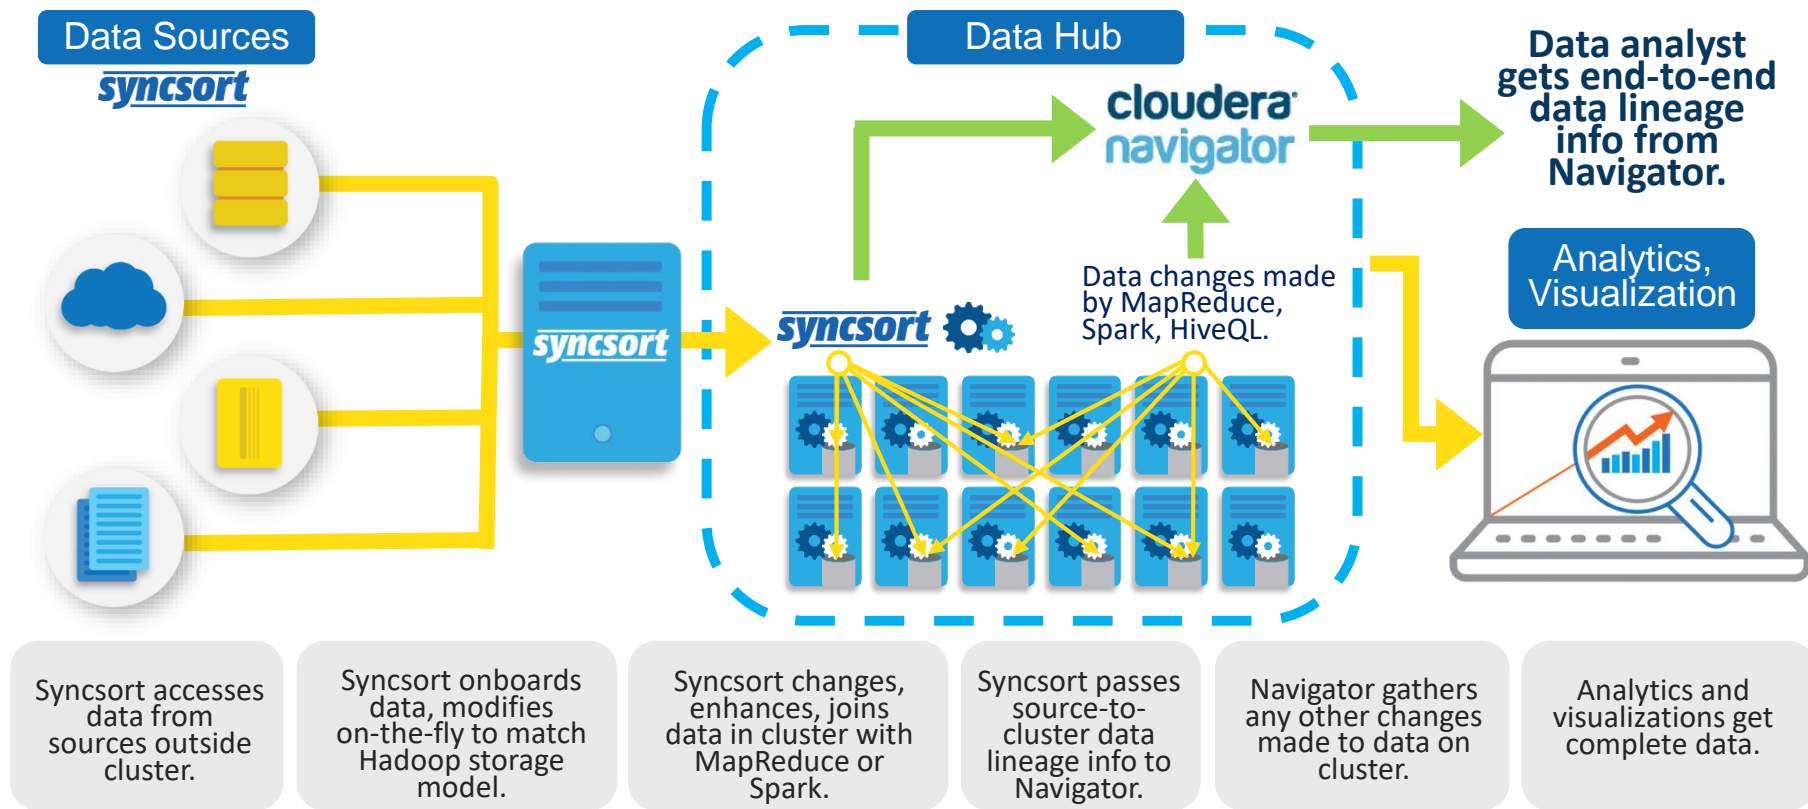 Data Sources
syncsort
Data Hub
cloudera
navigator
Data analyst
gets end-to-end
data lineage
info from
Navigator.
syncsort
syncsort
Data changes made
by MapReduce,
Spark, HiveQL.
Analytics,
Visualization
Syncsort accesses
data from
sources outside
cluster.
Syncsort onboards
data, modifies
on-the-fly to match
Hadoop storage
model.
Syncsort changes,
enhances, joins
data in cluster with
MapReduce or
Spark.
Syncsort passes
source-to-
cluster data
lineage info to
Navigator.
Navigator gathers
any other changes
made to data on
cluster.
Analytics and
visualizations get
complete data.